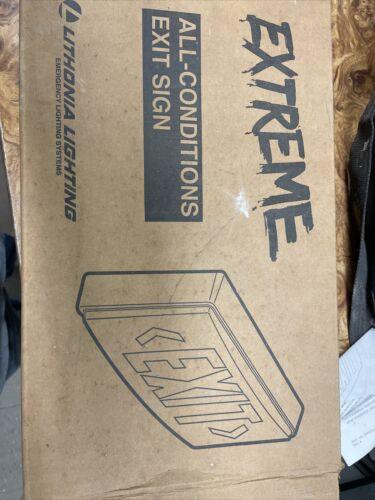 EXTREME
ALL-CONDITIONS
EXIT SIGN
LITHONIA LIGHTING
EMERGENCY LIGHTING SYSTEMS
< EXIT >